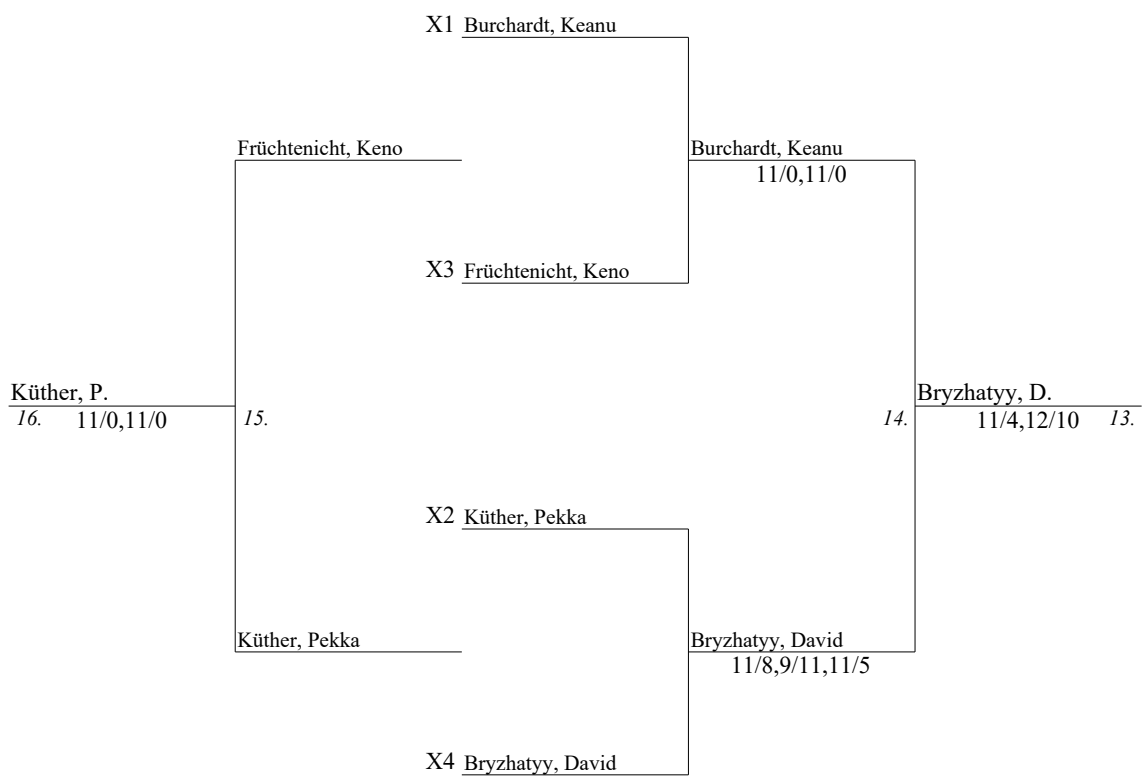 X1 Burchardt, Keanu
Früchtenicht, Keno
Burchardt, Keanu
11/0,11/0
X3 Früchtenicht, Keno
Küther, P.
16. 11/0,11/0
15.
14.
Bryzhatyy, D.
11/4,12/10 13.
X2 Küther, Pekka
Küther, Pekka
Bryzhatyy, David
11/8,9/11,11/5
X4 Bryzhatyy, David